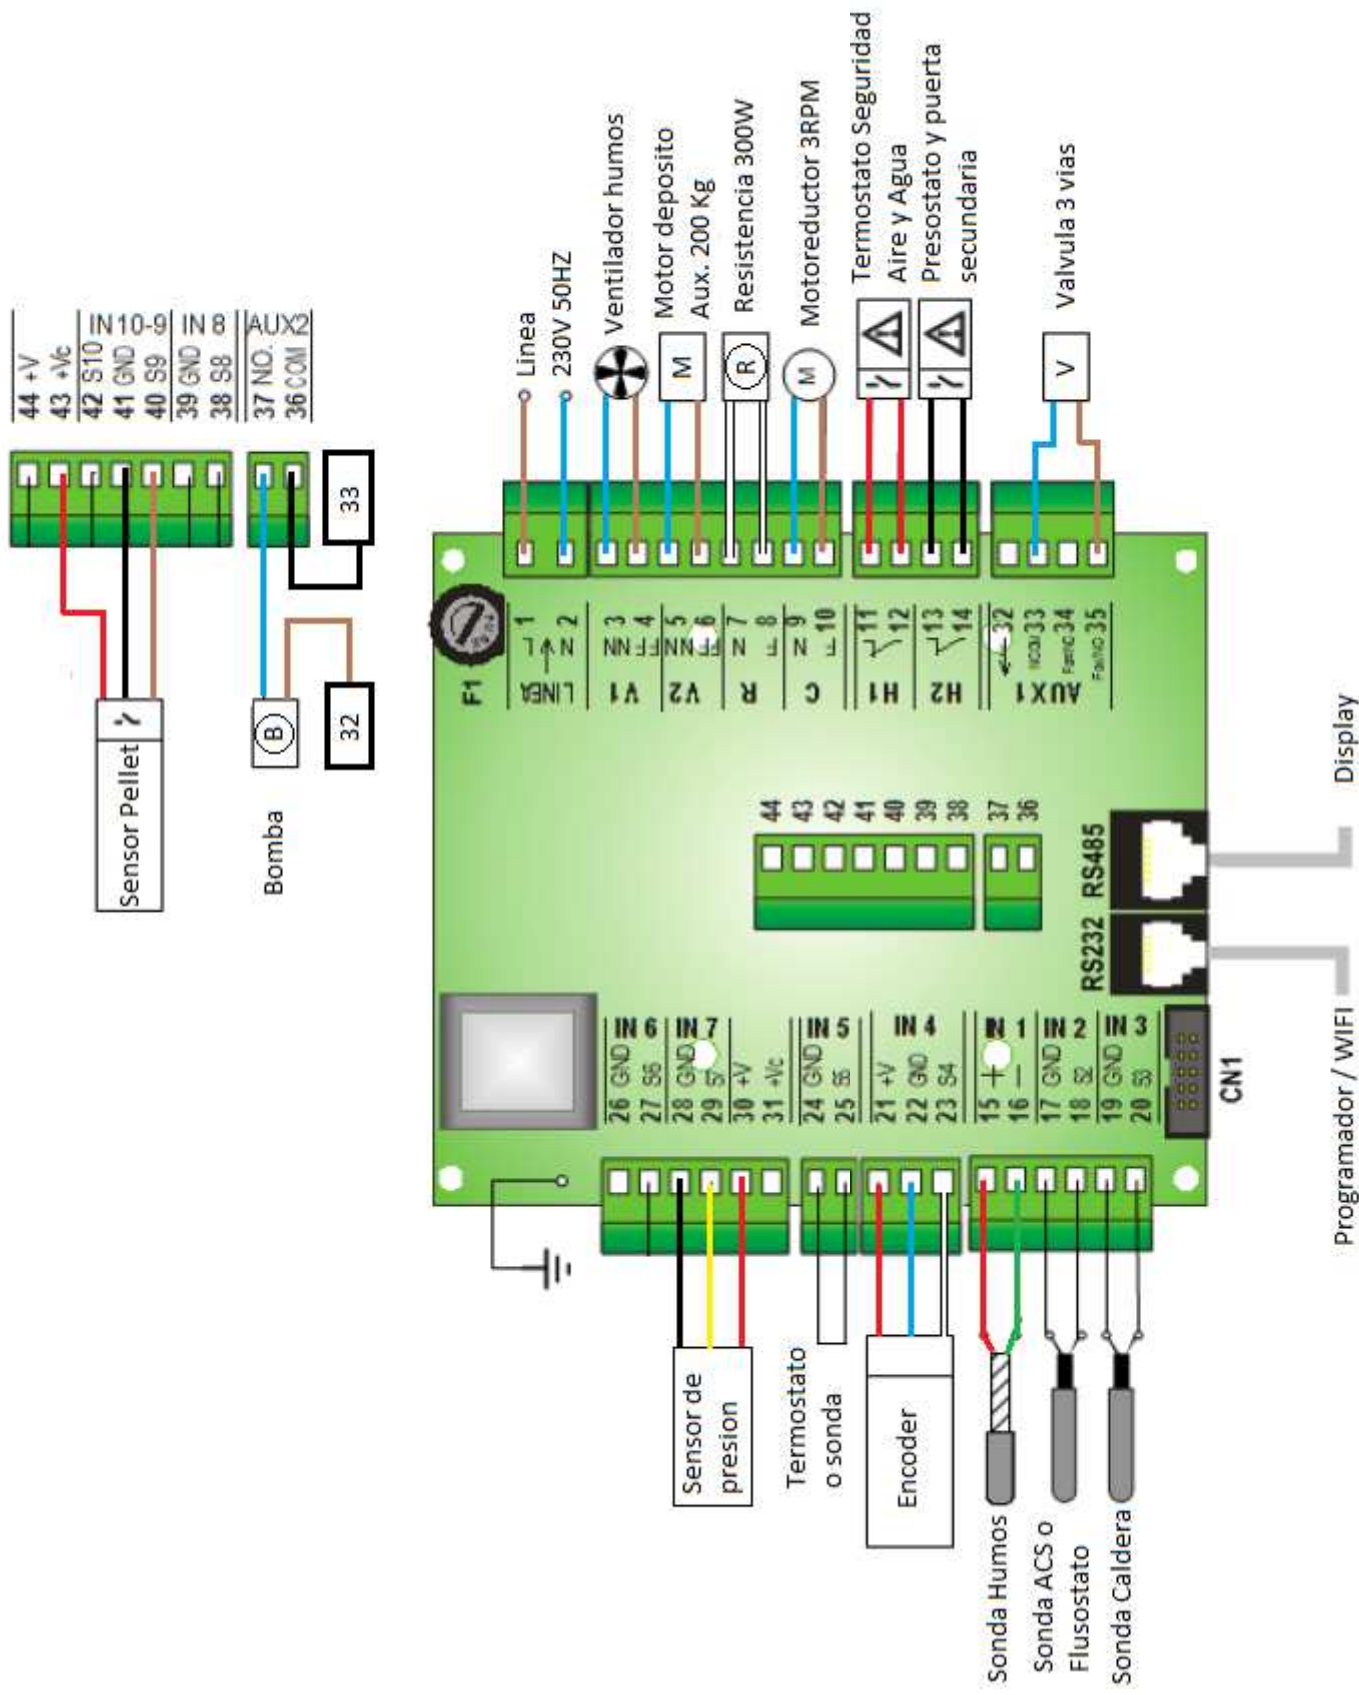 44 +V
43 +Vc
42 S10
41 GND
40 S9
39 GND
38 S8
IN 10-9
IN 8
37 NO.
36 COM
AUX2
33
32
Sensor Pellet
B
Bomba
Linea
230V 50HZ
Ventilador humos
Motor deposito
Aux. 200 Kg
M
Resistencia 300W
R
Motoreductor 3RPM
M
Termostato Seguridad
Aire y Agua
Presostato y puerta
secundaria
Valvula 3 vias
V
F1
1 L
2 N
LINEA
3 NN
4 FF
V1
5 NN
6 FF
V2
7 N
8 F
R
9 N
10 F
C
11
12
H1
13
14
H2
32
33
34
35
AUX1
44
43
42
41
40
39
38
37
36
RS485
RS232
CN1
Display
Programador / WIFI
26 GND
27 S6
IN 6
28 GND
29 S7
IN 7
30 +V
31 +Vc
24 GND
25 S5
IN 5
21 +V
22 GND
23 S4
IN 4
15 +
16 −
IN 1
17 GND
18 S2
IN 2
19 GND
20 S3
IN 3
Sensor de
presion
Termostato
o sonda
Encoder
Sonda Humos
Sonda ACS o
Flusostato
Sonda Caldera